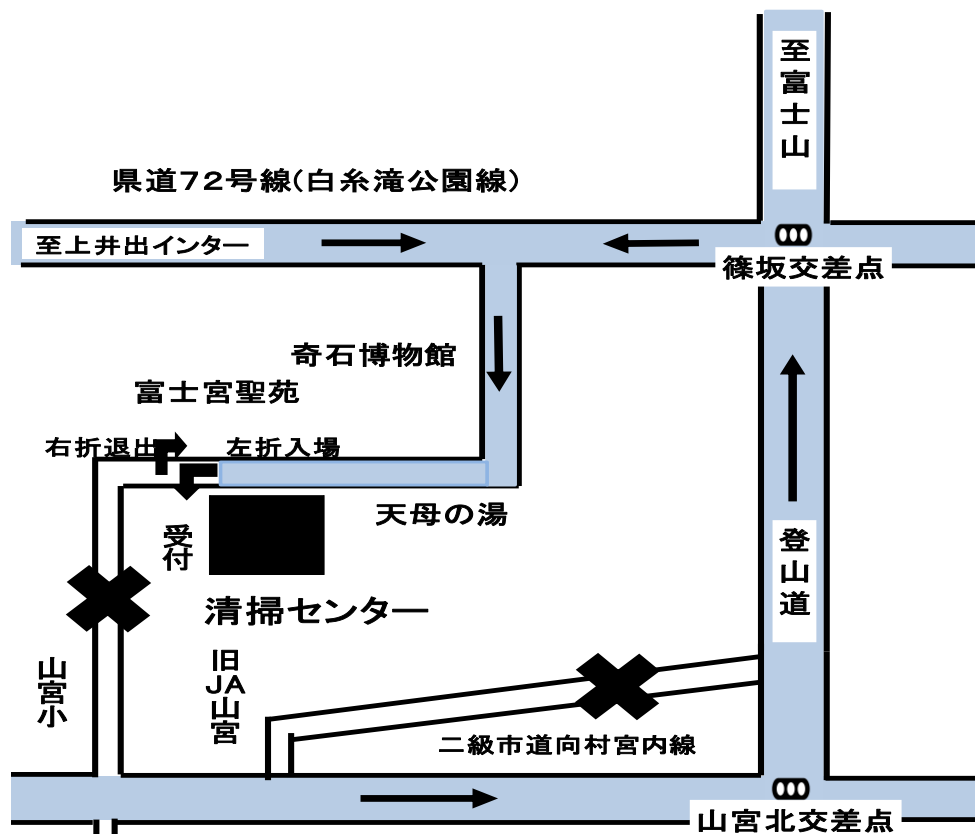 至富士山
県道72号線(白糸滝公園線)
至上井出インター
篠坂交差点
奇石博物館
富士宮聖苑
右折退出
左折入場
天母の湯
受付
登山道
清掃センター
山宮小
旧JA山宮
二級市道向村宮内線
山宮北交差点